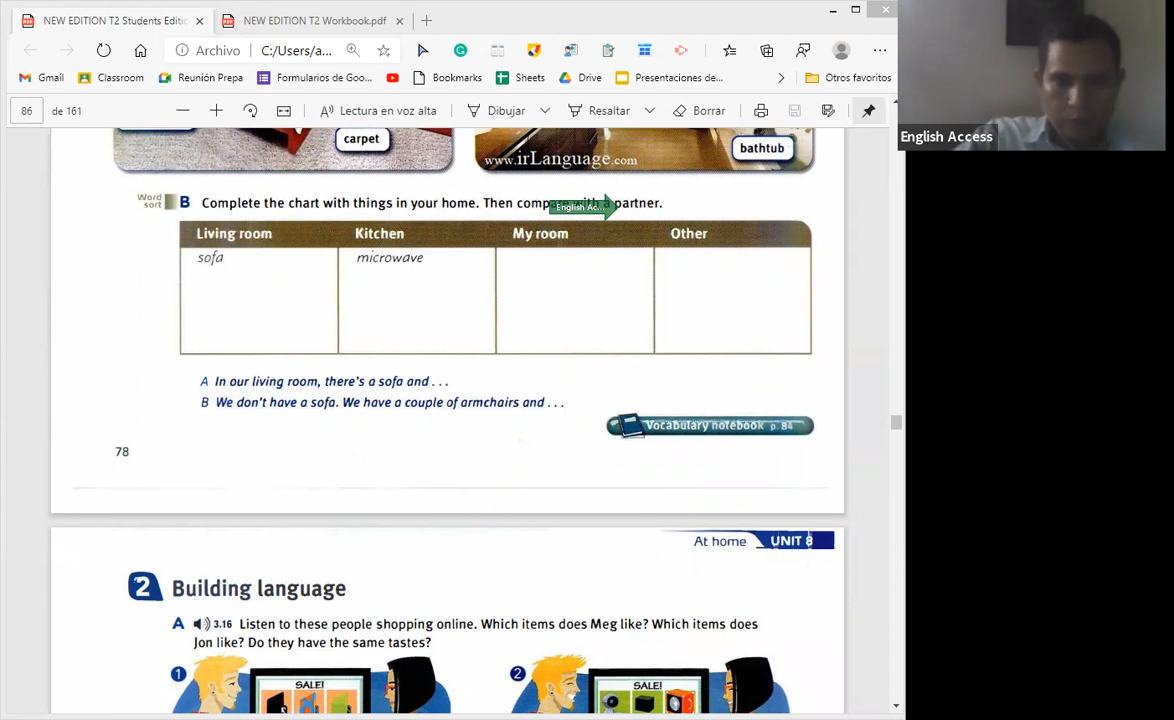 NEW EDITION T2 Students Editi
NEW EDITION T2 Workbook.pdf
Archivo
C:/Users/a...
Gmail
Classroom
Reunión Prepa
Formularios de Goo...
Bookmarks
Sheets
Drive
Presentaciones de...
Otros favoritos
86
de 161
Lectura en voz alta
Dibujar
Resaltar
Borrar
English Access
carpet
www.irLanguage.com
bathtub
Word
sort
B Complete the chart with things in your home. Then compare with a partner.
English Ac...
Living room Kitchen My room Other
sofa microwave
A In our living room, there's a sofa and . . .
B We don't have a sofa. We have a couple of armchairs and . . .
Vocabulary notebook p. 84
78
At home UNIT 8
2 Building language
A 3.16 Listen to these people shopping online. Which items does Meg like? Which items does
Jon like? Do they have the same tastes?
1
SALE!
2
SALE!